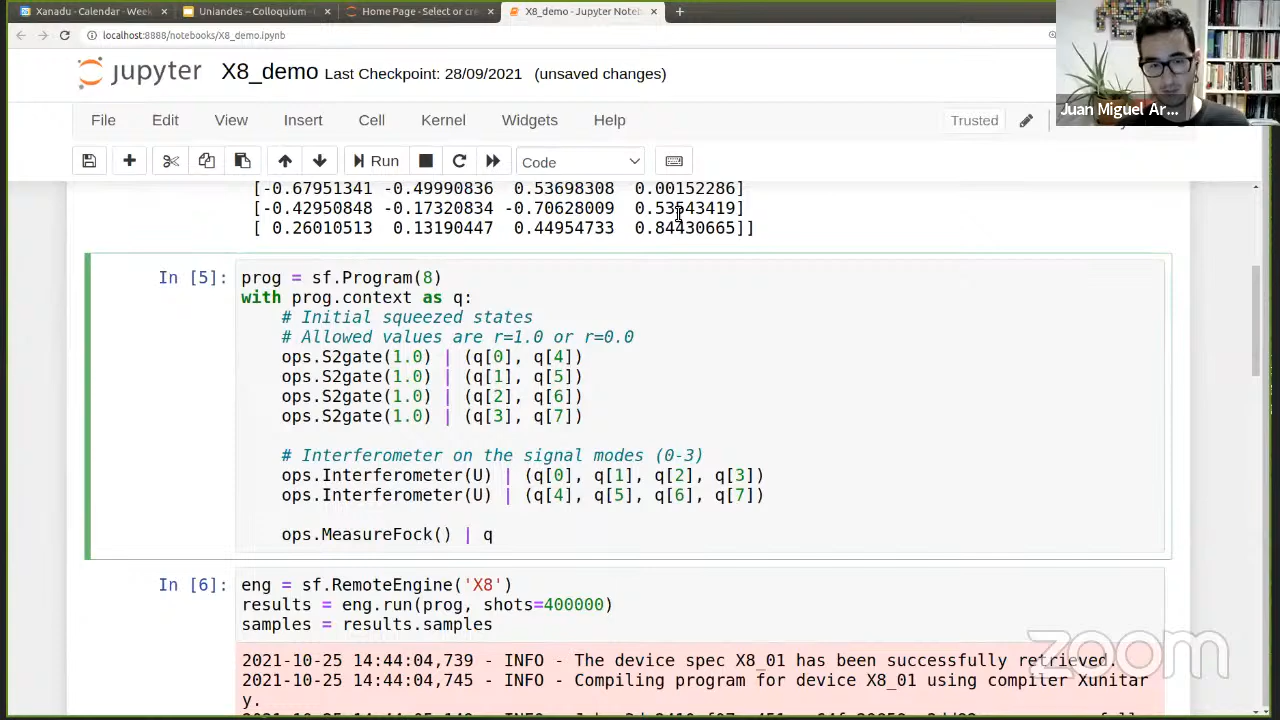 Xanadu - Calendar - Week
Uniandes – Colloquium -
Home Page - Select or cre
X8_demo - Jupyter Noteb
localhost:8888/notebooks/X8_demo.ipynb
jupyter X8_demo Last Checkpoint: 28/09/2021 (unsaved changes)
Juan Miguel Ar...
File Edit View Insert Cell Kernel Widgets Help Trusted
Run Code
[-0.67951341 -0.49990836 0.53698308 0.00152286]
[-0.42950848 -0.17320834 -0.70628009 0.53543419]
[ 0.26010513 0.13190447 0.44954733 0.84430665]]
In [5]: prog = sf.Program(8)
with prog.context as q:
# Initial squeezed states
# Allowed values are r=1.0 or r=0.0
ops.S2gate(1.0) | (q[0], q[4])
ops.S2gate(1.0) | (q[1], q[5])
ops.S2gate(1.0) | (q[2], q[6])
ops.S2gate(1.0) | (q[3], q[7])
# Interferometer on the signal modes (0-3)
ops.Interferometer(U) | (q[0], q[1], q[2], q[3])
ops.Interferometer(U) | (q[4], q[5], q[6], q[7])
ops.MeasureFock() | q
In [6]: eng = sf.RemoteEngine('X8')
results = eng.run(prog, shots=400000)
samples = results.samples
2021-10-25 14:44:04,739 - INFO - The device spec X8_01 has been successfully retrieved.
2021-10-25 14:44:04,745 - INFO - Compiling program for device X8_01 using compiler Xunitar
y.
zoom